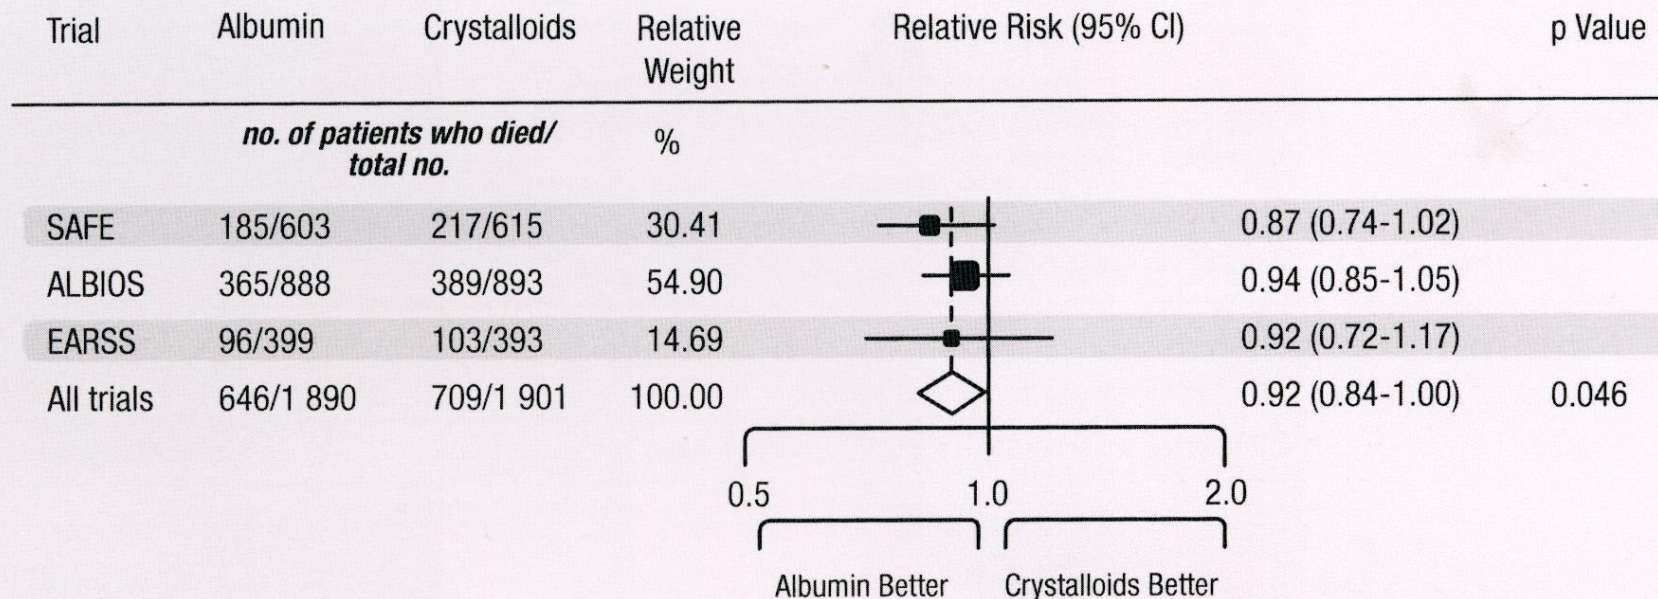 Trial Albumin Crystalloids Relative Weight Relative Risk (95% CI) p Value
no. of patients who died/
total no.
%
SAFE 185/603 217/615 30.41 0.87 (0.74-1.02)
ALBIOS 365/888 389/893 54.90 0.94 (0.85-1.05)
EARSS 96/399 103/393 14.69 0.92 (0.72-1.17)
All trials 646/1 890 709/1 901 100.00 0.92 (0.84-1.00) 0.046
0.5 1.0 2.0
Albumin Better Crystalloids Better